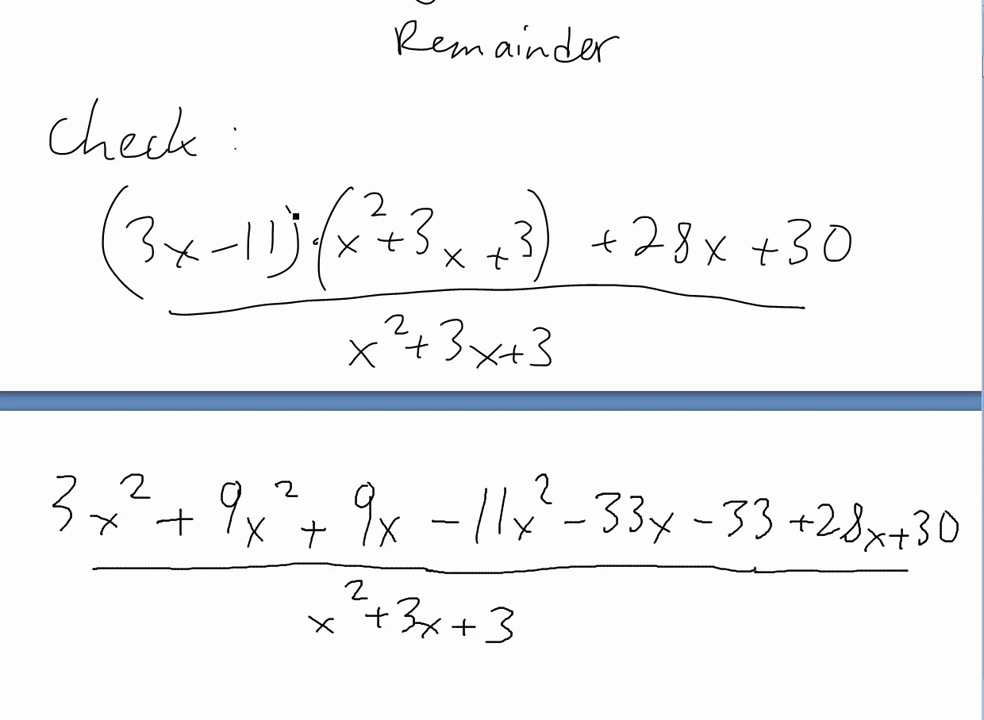 Remainder
Check :
(3x-11)·(x²+3x+3) +28x+30
x²+3x+3
3x²+9x²+9x-11x²-33x-33+28x+30
x²+3x+3